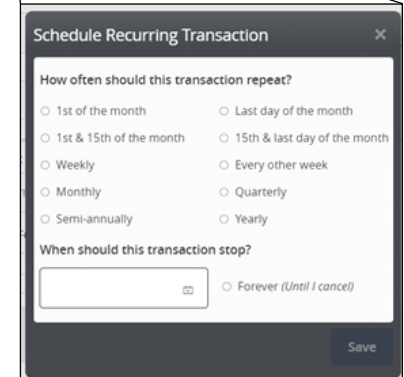 Schedule Recurring Transaction
How often should this transaction repeat?
1st of the month Last day of the month
1st & 15th of the month 15th & last day of the month
Weekly Every other week
Monthly Quarterly
Semi-annually Yearly
When should this transaction stop?
Forever (Until I cancel)
Save